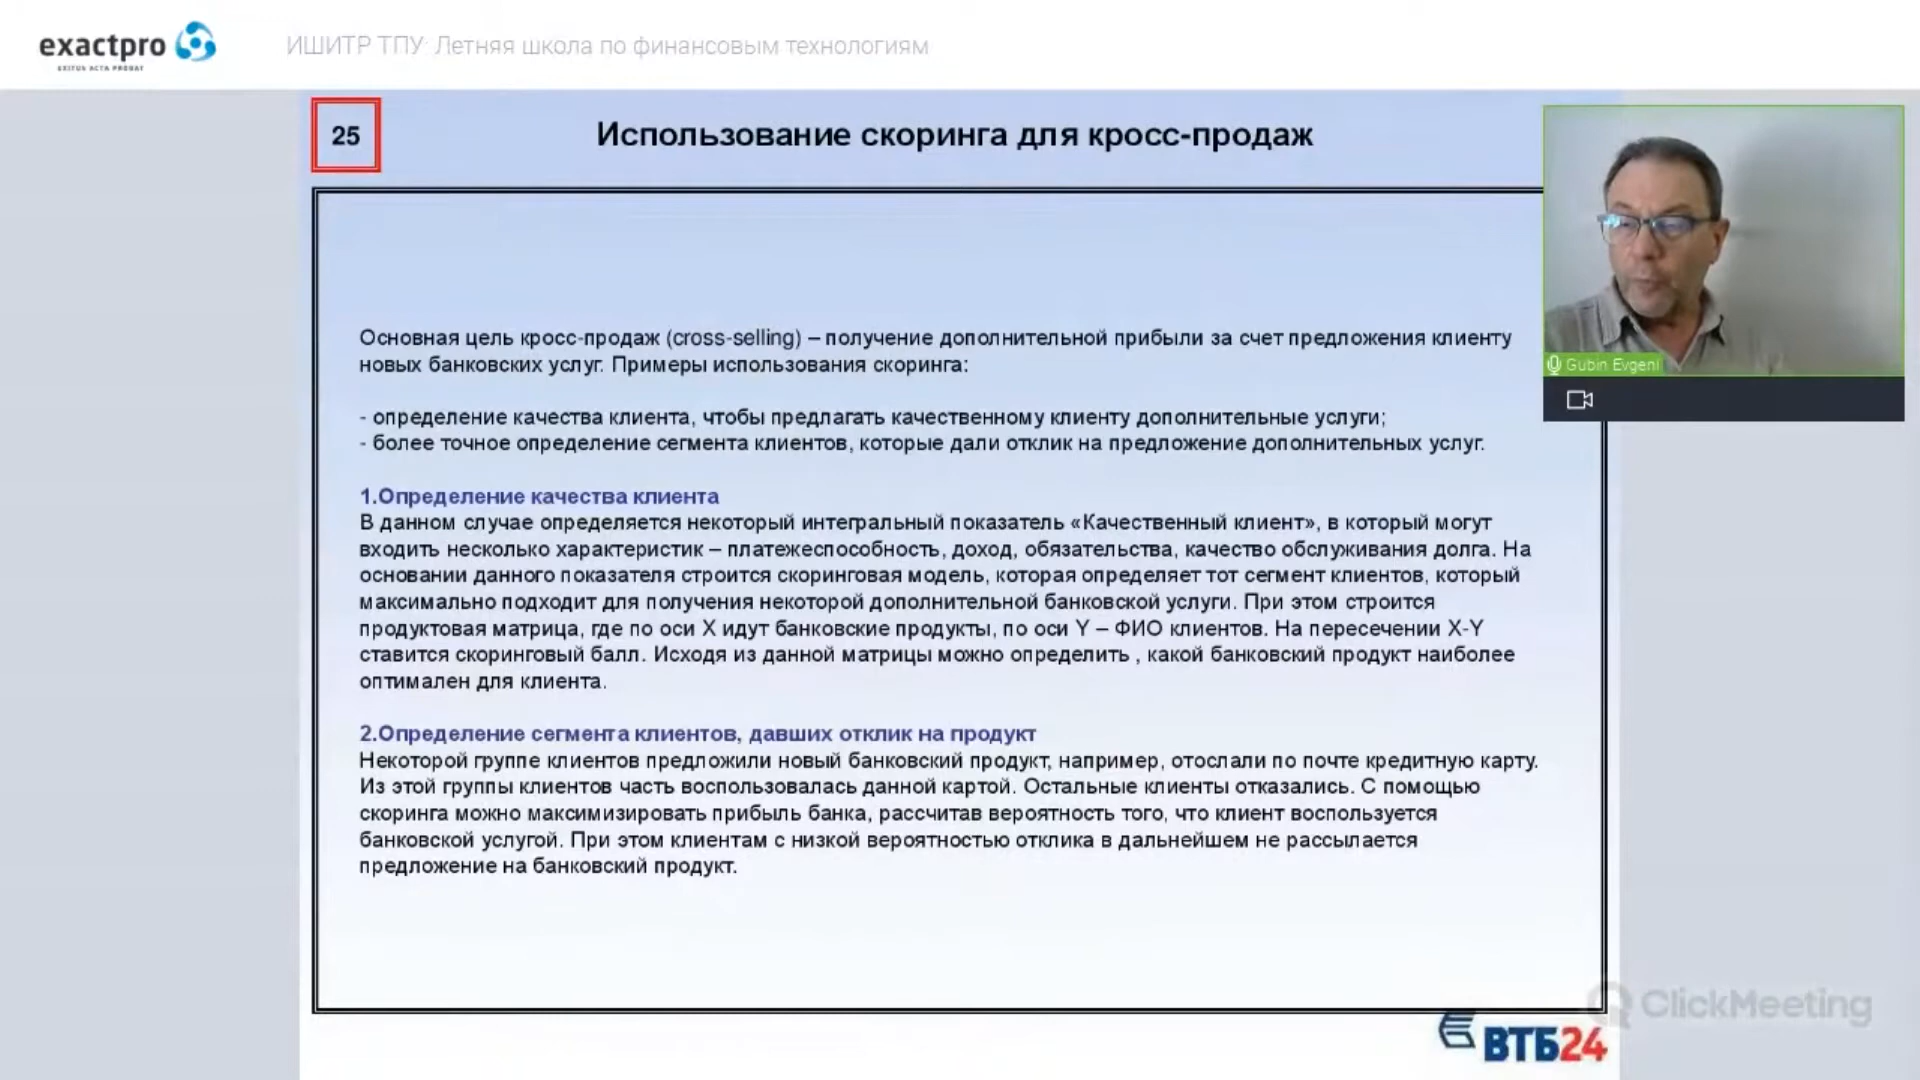 exactpro
EXITUS ACTA PROBAT
ИШИТР ТПУ: Летняя школа по финансовым технологиям
25
Использование скоринга для кросс-продаж
Gubin Evgeni
Основная цель кросс-продаж (cross-selling) – получение дополнительной прибыли за счет предложения клиенту
новых банковских услуг. Примеры использования скоринга:
- определение качества клиента, чтобы предлагать качественному клиенту дополнительные услуги;
- более точное определение сегмента клиентов, которые дали отклик на предложение дополнительных услуг.
1.Определение качества клиента
В данном случае определяется некоторый интегральный показатель «Качественный клиент», в который могут
входить несколько характеристик – платежеспособность, доход, обязательства, качество обслуживания долга. На
основании данного показателя строится скоринговая модель, которая определяет тот сегмент клиентов, который
максимально подходит для получения некоторой дополнительной банковской услуги. При этом строится
продуктовая матрица, где по оси X идут банковские продукты, по оси Y – ФИО клиентов. На пересечении X-Y
ставится скоринговый балл. Исходя из данной матрицы можно определить , какой банковский продукт наиболее
оптимален для клиента.
2.Определение сегмента клиентов, давших отклик на продукт
Некоторой группе клиентов предложили новый банковский продукт, например, отослали по почте кредитную карту.
Из этой группы клиентов часть воспользовалась данной картой. Остальные клиенты отказались. С помощью
скоринга можно максимизировать прибыль банка, рассчитав вероятность того, что клиент воспользуется
банковской услугой. При этом клиентам с низкой вероятностью отклика в дальнейшем не рассылается
предложение на банковский продукт.
ClickMeeting
ВТБ24